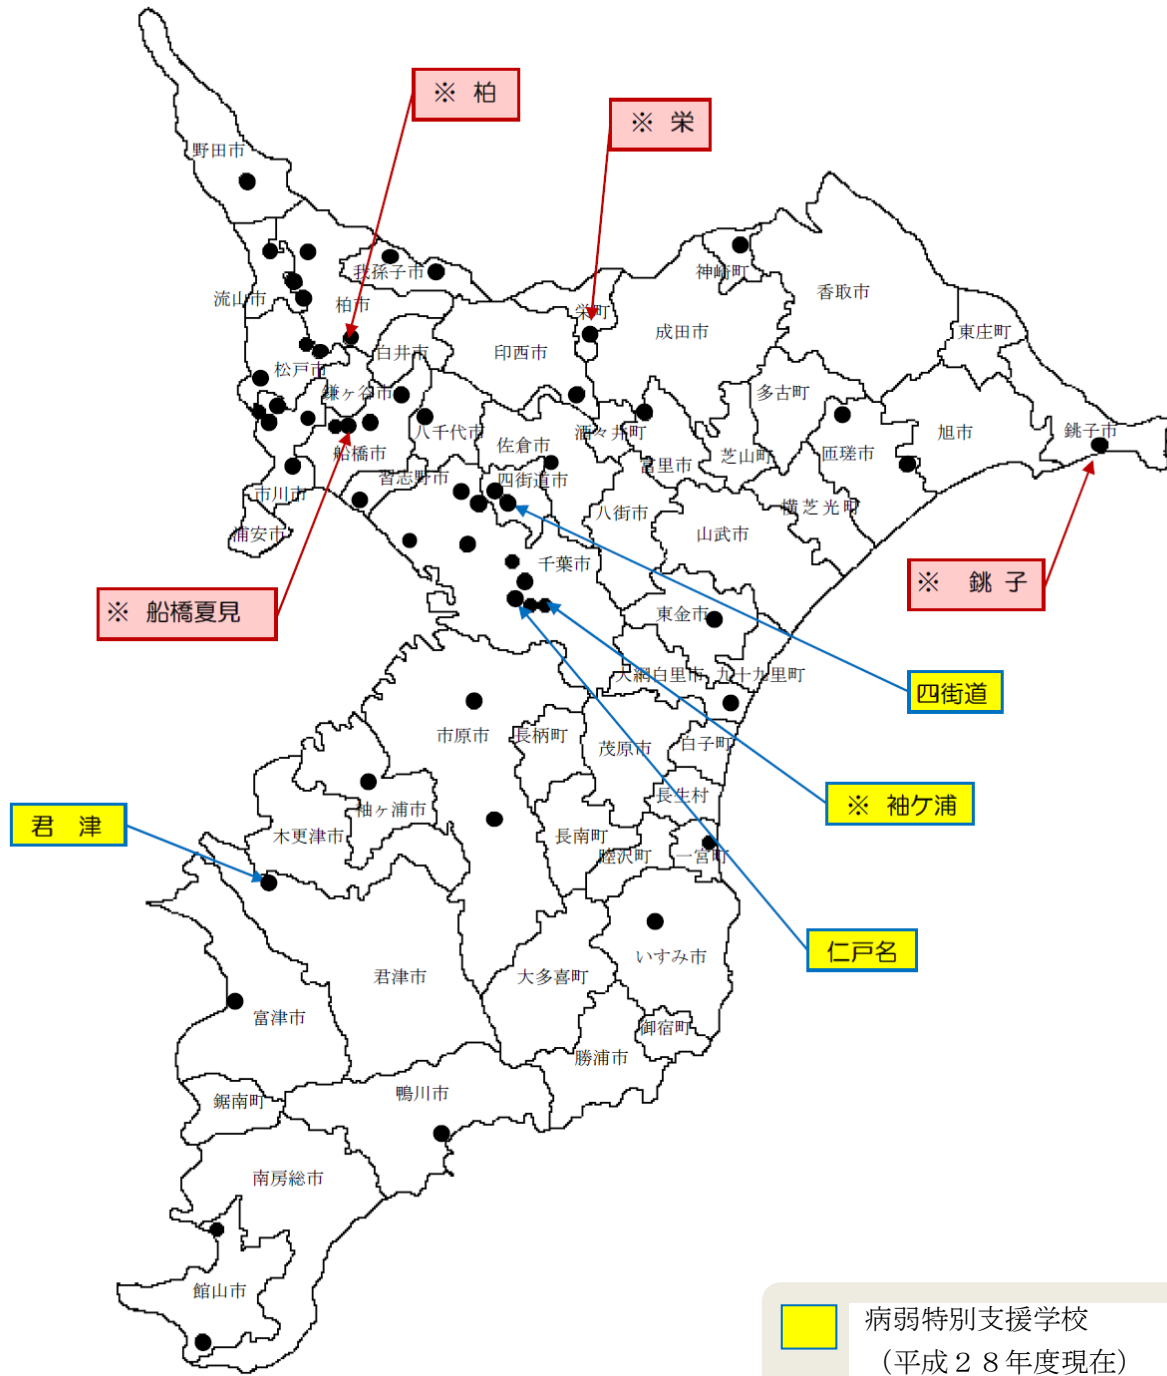 ※ 柏
※ 栄
野田市
我孫子市
神崎町
香取市
流山市
柏市
栄町
成田市
東庄町
白井市
印西市
松戸市
鎌ヶ谷市
多古町
八千代市
佐倉市
酒々井町
旭市
銚子市
船橋市
富里市
芝山町
匝瑳市
習志野市
四街道市
市川市
八街市
横芝光町
浦安市
山武市
千葉市
※ 銚 子
※ 船橋夏見
東金市
大網白里市
九十九里町
四街道
市原市
長柄町
茂原市
白子町
長生村
※ 袖ケ浦
袖ヶ浦市
君 津
木更津市
長南町
睦沢町
一宮町
仁戸名
いすみ市
君津市
大多喜町
富津市
御宿町
勝浦市
鋸南町
鴨川市
南房総市
館山市
病弱特別支援学校
（平成２８年度現在）